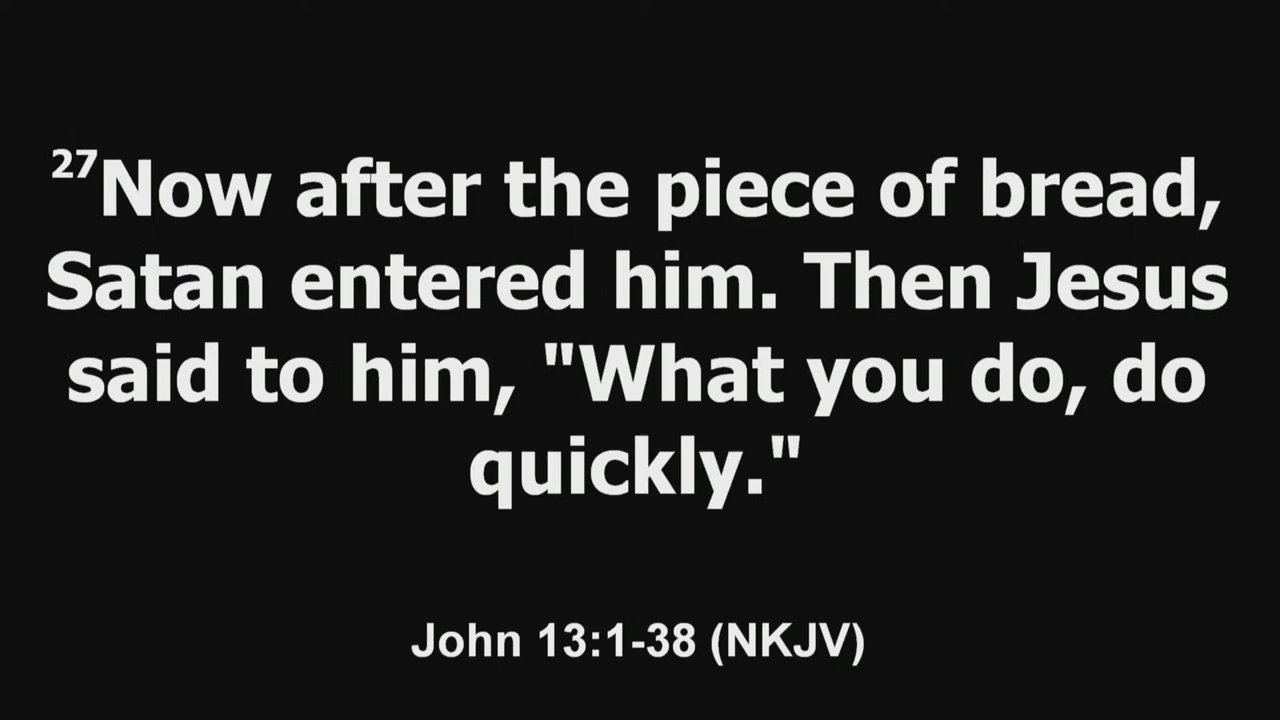 27Now after the piece of bread,
Satan entered him. Then Jesus
said to him, "What you do, do
quickly."
John 13:1-38 (NKJV)